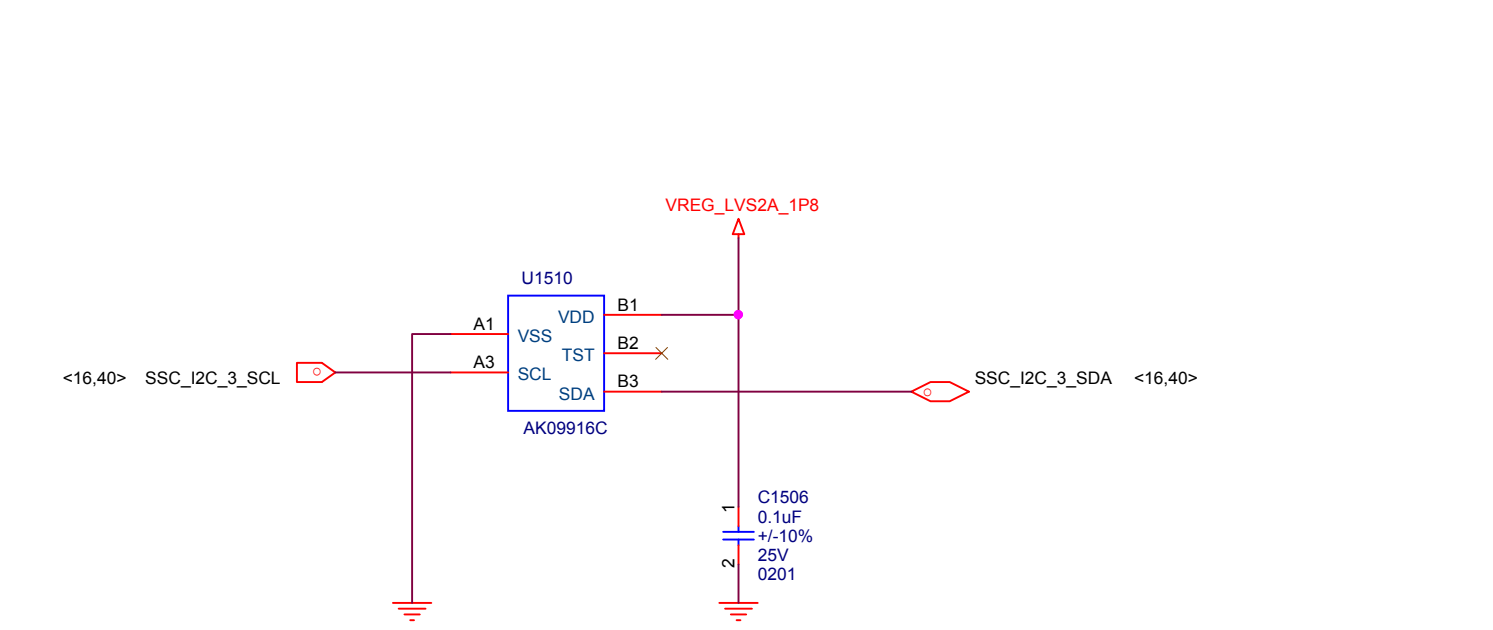 VREG_LVS2A_1P8
U1510
A1
VSS
A3
SCL
VDD
B1
TST
B2
SDA
B3
AK09916C
<16,40> SSC_I2C_3_SCL
SSC_I2C_3_SDA <16,40>
1
2
C1506
0.1uF
+/-10%
25V
0201